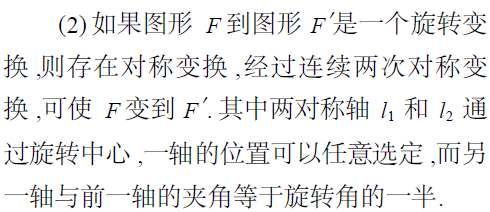 (2)如果图形 F 到图形 F′是一个旋转变
换,则存在对称变换,经过连续两次对称变
换,可使 F 变到 F′.其中两对称轴 l₁ 和 l₂ 通
过旋转中心,一轴的位置可以任意选定,而另
一轴与前一轴的夹角等于旋转角的一半.